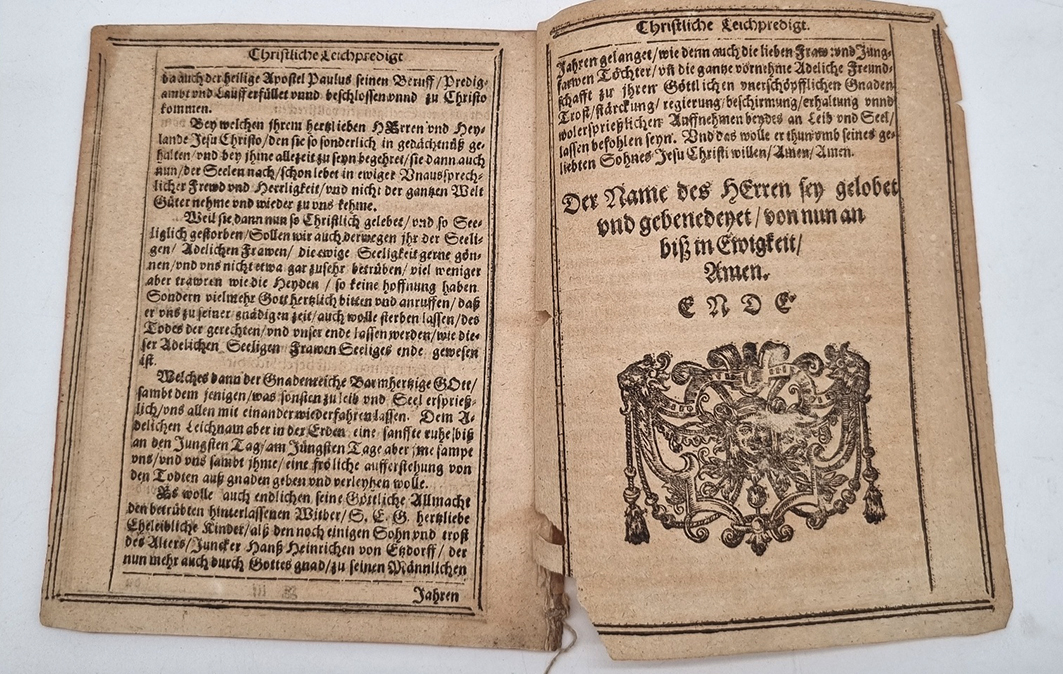 Christliche Leichpredigt
da auch der heilige Apostel Paulus seinen Beruff / Predig-
ambt vnd Lauff erfüllet vnnd beschlossen vnnd zu Christo
kommen.
Bey welchen jhrem hertzlieben HErren vnd Hey-
lande Jesu Christo / den sie so sonderlich in gedächtnüß ge-
halten / vnd bey jhme allezeit zu seyn begehret / sie dann auch
nun / der Seelen nach / schon lebet in ewiger Vnaussprech-
licher Frewd vnd Herrligkeit / vnd nicht der gantzen Welt
Güter nehme vnd wieder zu vns kehme.
Weil sie dann nun so Christlich gelebet / vnd so See-
liglich gestorben / Sollen wir auch derwegen jhr der Seeli-
gen / Adelichen Frawen / die ewige Seeligkeit gerne gön-
nen / vnd vns nicht etwa gar zusehr betrüben / viel weniger
aber trawren wie die Heyden / so keine hoffnung haben
Sondern vielmehr Gott hertzlich bitten vnd anruffen / daß
er vns zu seiner gnädigen zeit / auch wolle sterben lassen / des
Todes der gerechten / vnd vnser ende lassen werden / wie die-
ser Adelichen Seeligen Frawen Seeliges ende gewesen
ist.
Welches dann der Gnadenreiche Barmhertzige GOtt /
sambt dem jenigen / was sonsten zu leib vnd Seel ersprieß-
lich / vns allen mit einander wiederfahren lassen. Dem A-
delichen Leichnam aber in der Erden eine sanffte ruhe / biß
an den Jungsten Tag / am Jüngsten Tage aber jme sampt
vns / vnd vns sambt jhme / eine fröliche aufferstehung von
den Todten auß gnaden geben vnd verleyhen wolle.
Es wolle auch endlichen seine Göttliche Allmacht
den betrübten hinterlassenen Witber / S. E. G. hertzliebe
Eheleibliche Kinder / alß den noch einigen Sohn vnd trost
des Alters / Juncker Hanß Heinrichen von Etzdorff / der
nun mehr auch durch Gottes gnad / zu seinen Männlichen
Jahren
Christliche Leichpredigt.
Jahren gelanget / wie denn auch die lieben Fraw: vnd Jung-
frawen Töchter / vñ die gantze vornehme Adeliche Freund-
schafft zu jhren Göttlichen vnerschöpfflichen Gnaden
Trost / stärckung / regierung / beschirmung / erhaltung vnnd
wolersprießlichen Auffnehmen beydes an Leib vnd Seel /
lassen befohlen seyn. Vnd das wolle er thun vmb seines ge-
liebten Sohnes Jesu Christi willen / Amen / Amen.
Der Name des HErren sey gelobet
vnd gebenedeyet / von nun an
biß in Ewigkeit /
Amen.
E N D E